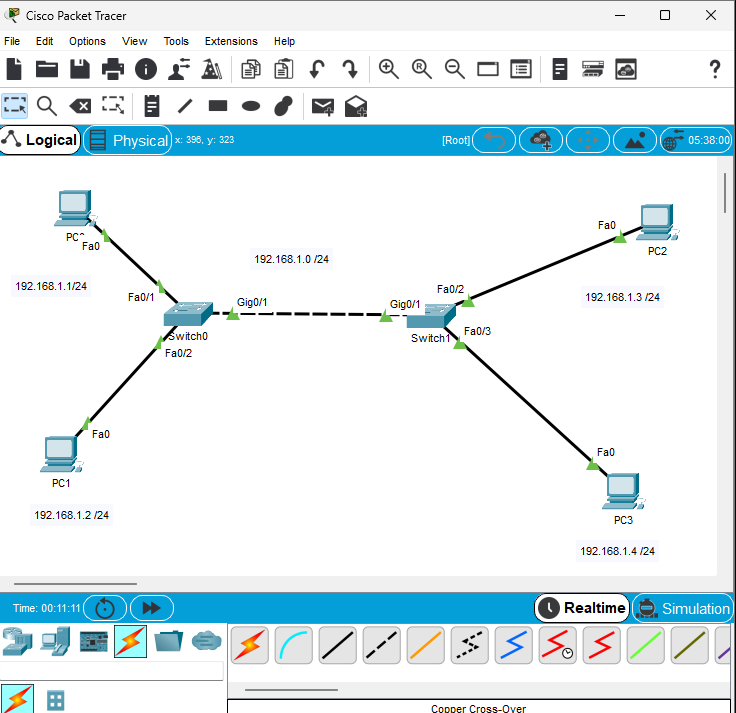 Cisco Packet Tracer
File Edit Options View Tools Extensions Help
Logical Physical x: 396, y: 323 [Root] 05:38:00
PC0
Fa0
192.168.1.1/24
Fa0/1
Switch0
Fa0/2
Gig0/1
192.168.1.0 /24
Gig0/1
Fa0/2
Switch1
Fa0/3
Fa0
PC2
192.168.1.3 /24
Fa0
PC1
192.168.1.2 /24
Fa0
PC3
192.168.1.4 /24
Time: 00:11:11 Realtime Simulation
Copper Cross-Over